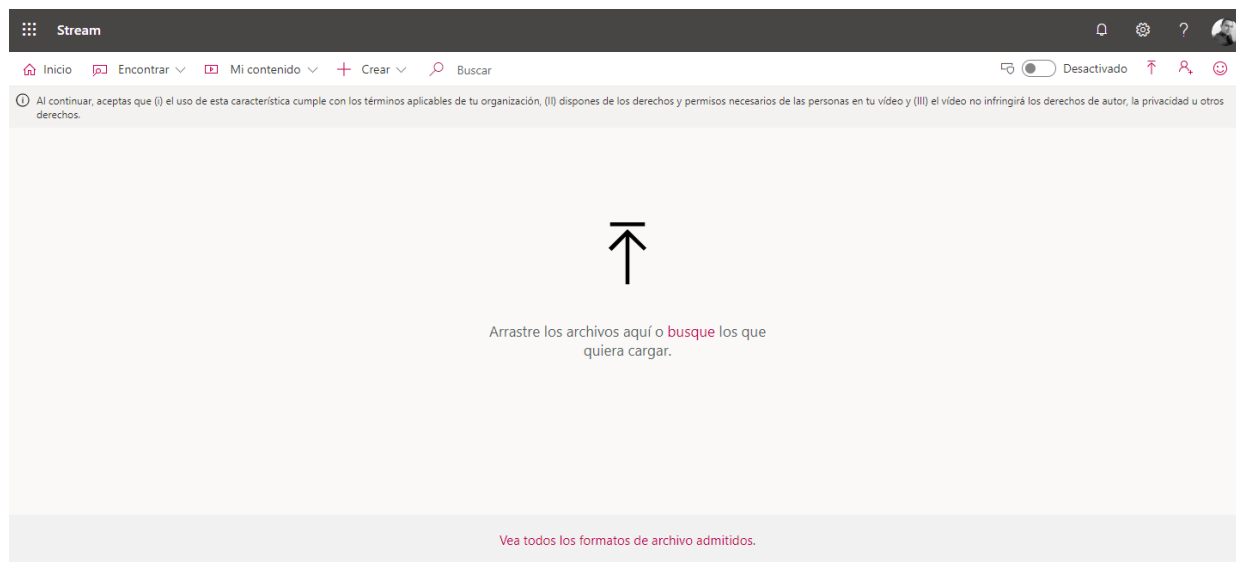 Stream
Inicio Encontrar Mi contenido Crear Buscar Desactivado
Al continuar, aceptas que (i) el uso de esta característica cumple con los términos aplicables de tu organización, (II) dispones de los derechos y permisos necesarios de las personas en tu vídeo y (III) el vídeo no infringirá los derechos de autor, la privacidad u otros
derechos.
Arrastre los archivos aquí o busque los que
quiera cargar.
Vea todos los formatos de archivo admitidos.